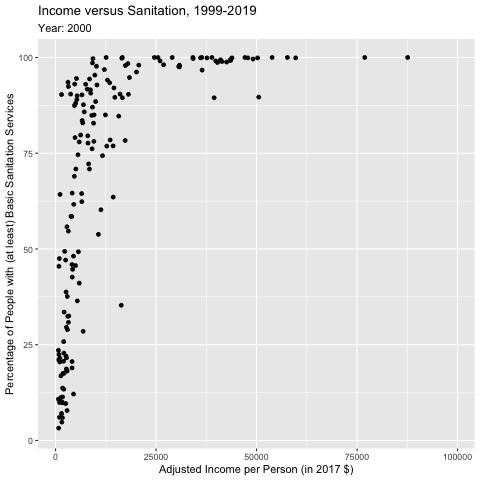 Income versus Sanitation, 1999-2019
Year: 2000
Percentage of People with (at least) Basic Sanitation Services
100
75
50
25
0
0 25000 50000 75000 100000
Adjusted Income per Person (in 2017 $)